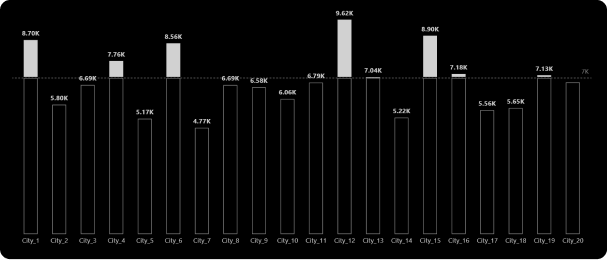 9.62K
8.70K
8.90K
8.56K
7.76K
7.18K
7.13K
7.04K
7K
6.69K
6.69K
6.58K
6.79K
6.06K
5.80K
5.17K
4.77K
5.22K
5.56K
5.65K
City_1 City_2 City_3 City_4 City_5 City_6 City_7 City_8 City_9 City_10 City_11 City_12 City_13 City_14 City_15 City_16 City_17 City_18 City_19 City_20